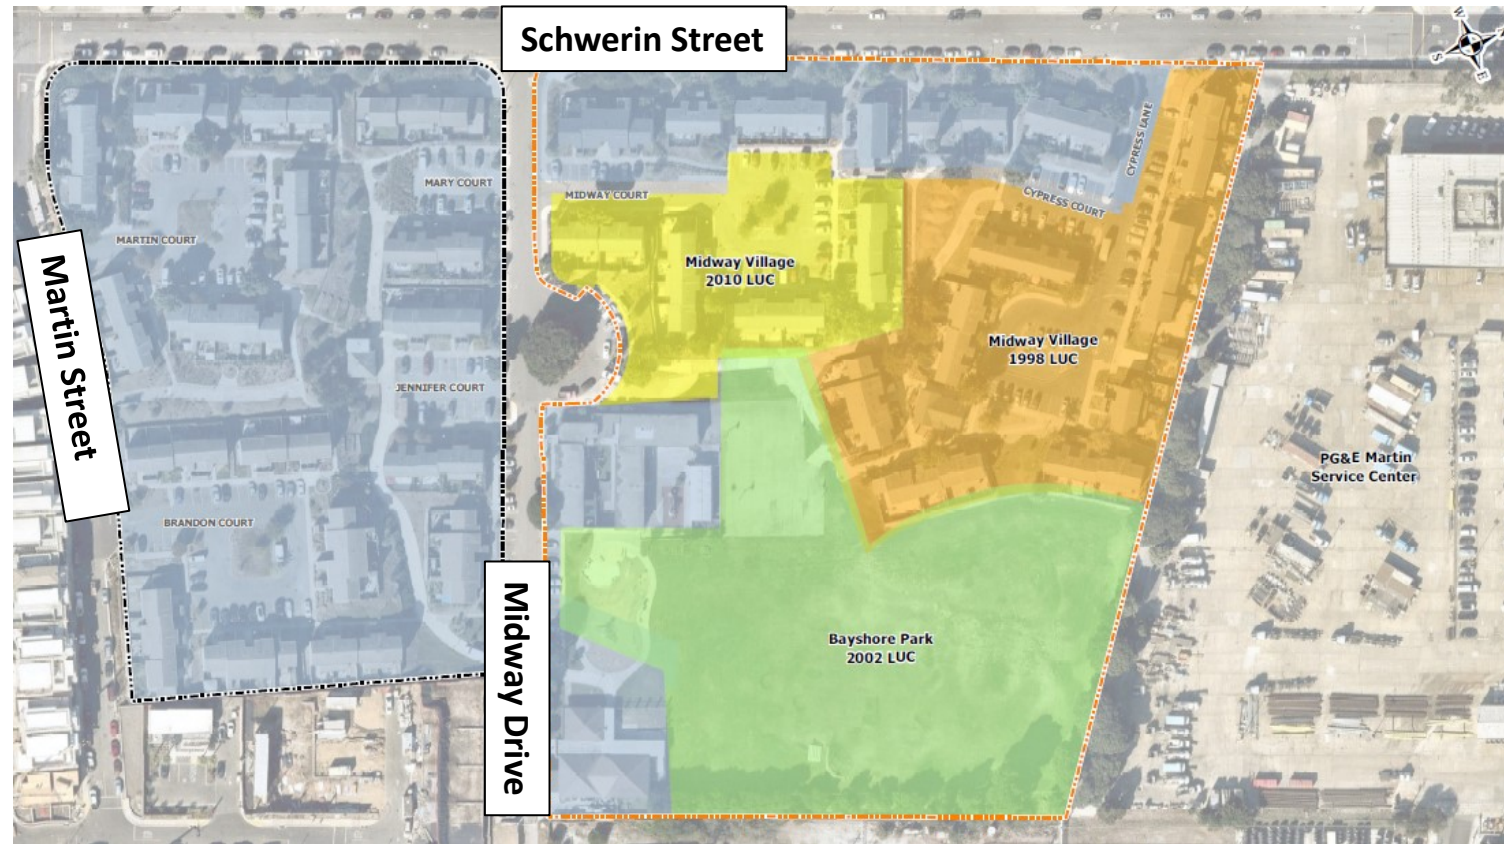 Schwerin Street
W
S
E
CYPRESS LANE
MARY COURT
MIDWAY COURT
CYPRESS COURT
MARTIN COURT
Midway Village
2010 LUC
Martin Street
Midway Village
1998 LUC
JENNIFER COURT
PG&E Martin
Service Center
BRANDON COURT
Midway Drive
Bayshore Park
2002 LUC